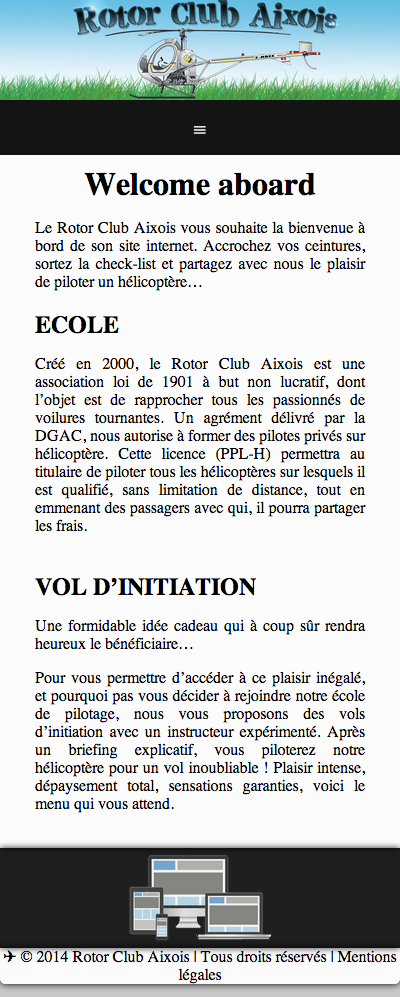 Rotor Club Aixois
Welcome aboard
Le Rotor Club Aixois vous souhaite la bienvenue à
bord de son site internet. Accrochez vos ceintures,
sortez la check-list et partagez avec nous le plaisir
de piloter un hélicoptère…
ECOLE
Créé en 2000, le Rotor Club Aixois est une
association loi de 1901 à but non lucratif, dont
l’objet est de rapprocher tous les passionnés de
voilures tournantes. Un agrément délivré par la
DGAC, nous autorise à former des pilotes privés sur
hélicoptère. Cette licence (PPL-H) permettra au
titulaire de piloter tous les hélicoptères sur lesquels il
est qualifié, sans limitation de distance, tout en
emmenant des passagers avec qui, il pourra partager
les frais.
VOL D’INITIATION
Une formidable idée cadeau qui à coup sûr rendra
heureux le bénéficiaire…
Pour vous permettre d’accéder à ce plaisir inégalé,
et pourquoi pas vous décider à rejoindre notre école
de pilotage, nous vous proposons des vols
d’initiation avec un instructeur expérimenté. Après
un briefing explicatif, vous piloterez notre
hélicoptère pour un vol inoubliable ! Plaisir intense,
dépaysement total, sensations garanties, voici le
menu qui vous attend.
✈ © 2014 Rotor Club Aixois | Tous droits réservés | Mentions
légales